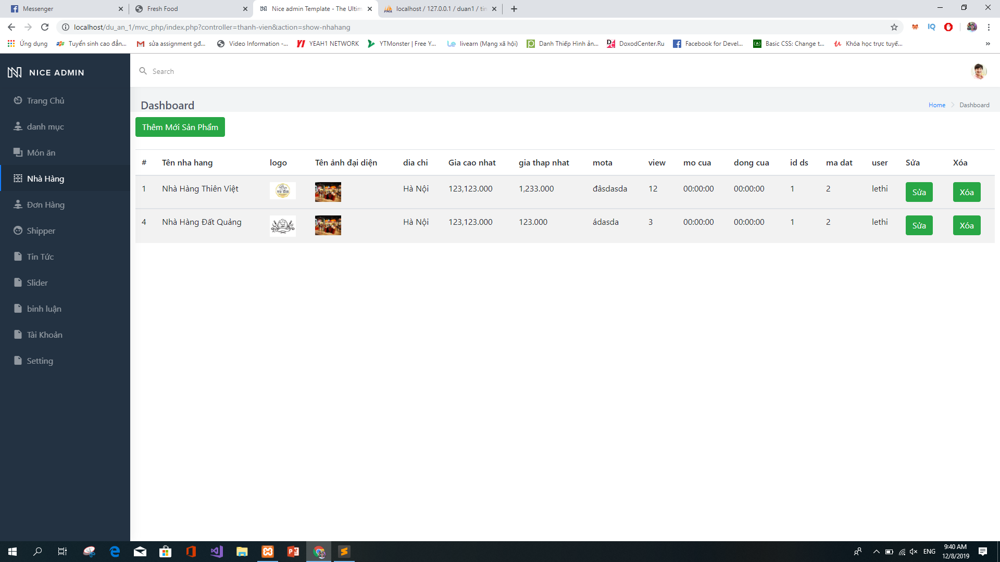 Messenger
Fresh Food
Nice admin Template - The Ultim
localhost / 127.0.0.1 / duan1 / tin
localhost/du_an_1/mvc_php/index.php?controller=thanh-vien&action=show-nhahang
Ứng dụng
Tuyển sinh cao đẳn...
sửa assignment gđ...
Video Information -...
YEAH1 NETWORK
YTMonster | Free Y...
livearn (Mạng xã hội)
Danh Thiếp Hình ản...
DoxodCenter.Ru
Facebook for Devel...
Basic CSS: Change t...
Khóa học trực tuyế...
»
NICE ADMIN
Search
Trang Chủ
danh mục
Món ăn
Nhà Hàng
Đơn Hàng
Shipper
Tin Tức
Slider
binh luận
Tài Khoản
Setting
Dashboard
Home
Dashboard
Thêm Mới Sản Phẩm
# Tên nha hang logo Tên ảnh đại diện dia chi Gia cao nhat gia thap nhat mota view mo cua dong cua id ds ma dat user Sửa Xóa
1 Nhà Hàng Thiên Việt Hà Nội 123,123.000 1,233.000 đâsdasda 12 00:00:00 00:00:00 1 2 lethi Sửa Xóa
4 Nhà Hàng Đất Quảng Hà Nội 123,123.000 123.000 ádasda 3 00:00:00 00:00:00 1 2 lethi Sửa Xóa
ENG
9:40 AM
12/8/2019